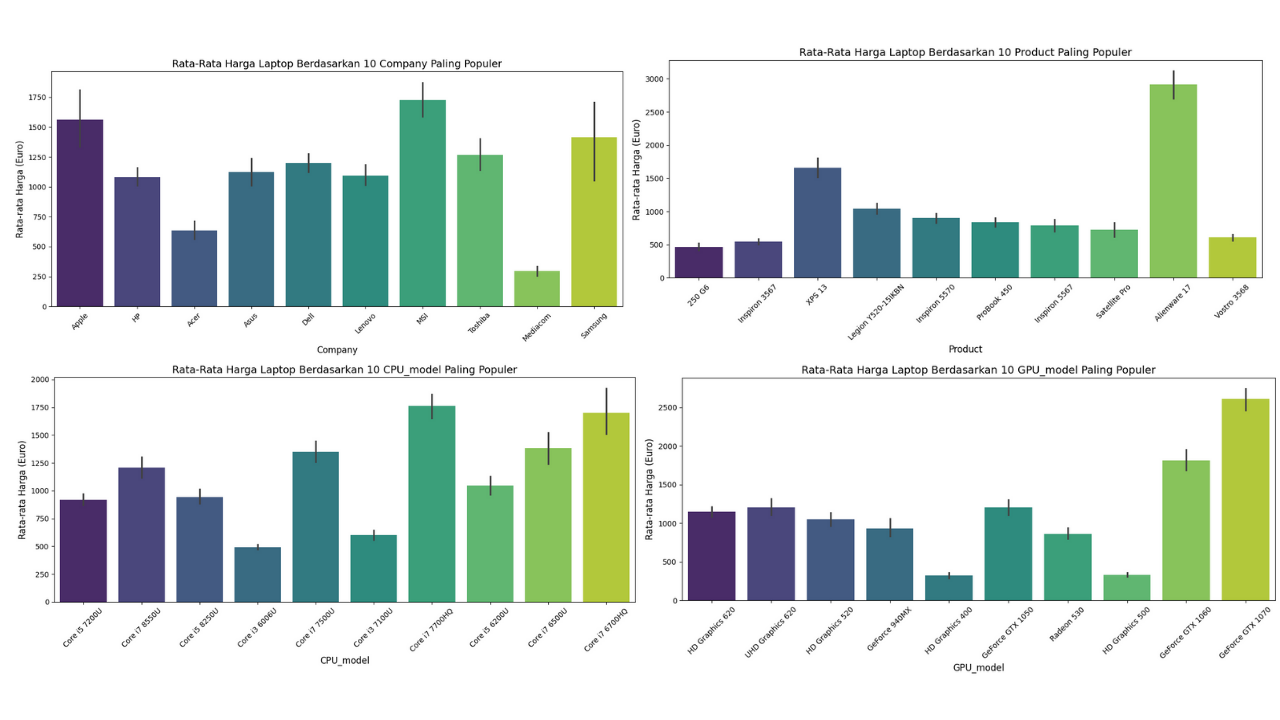 Rata-Rata Harga Laptop Berdasarkan 10 Company Paling Populer
Rata-rata Harga (Euro)
1750
1500
1250
1000
750
500
250
0
Apple
HP
Acer
Asus
Dell
Lenovo
MSI
Toshiba
Mediacom
Samsung
Company
Rata-Rata Harga Laptop Berdasarkan 10 Product Paling Populer
Rata-rata Harga (Euro)
3000
2500
2000
1500
1000
500
0
250 G6
Inspiron 3567
XPS 13
Legion Y520-15IKBN
Inspiron 5570
ProBook 450
Inspiron 5567
Satellite Pro
Alienware 17
Vostro 3568
Product
Rata-Rata Harga Laptop Berdasarkan 10 CPU_model Paling Populer
Rata-rata Harga (Euro)
2000
1750
1500
1250
1000
750
500
250
0
Core i5 7200U
Core i7 8550U
Core i5 8250U
Core i3 6006U
Core i7 7500U
Core i3 7100U
Core i7 7700HQ
Core i5 6200U
Core i7 6500U
Core i7 6700HQ
CPU_model
Rata-Rata Harga Laptop Berdasarkan 10 GPU_model Paling Populer
Rata-rata Harga (Euro)
2500
2000
1500
1000
500
0
HD Graphics 620
UHD Graphics 620
HD Graphics 520
GeForce 940MX
HD Graphics 400
GeForce GTX 1050
Radeon 530
HD Graphics 500
GeForce GTX 1060
GeForce GTX 1070
GPU_model